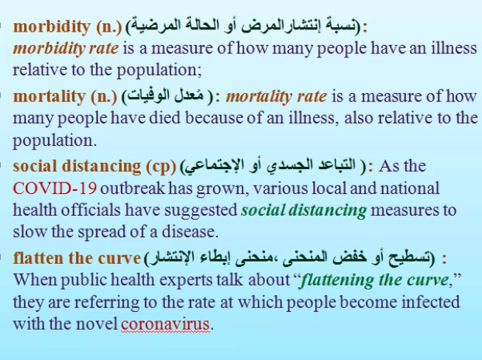 morbidity (n.) (نسبة إنتشارالمرض أو الحالة المرضية):
morbidity rate is a measure of how many people have an illness
relative to the population;
mortality (n.) (مُعدل الوفيات ): mortality rate is a measure of how
many people have died because of an illness, also relative to the
population.
social distancing (cp) (التباعد الجسدي أو الإجتماعي ): As the
COVID-19 outbreak has grown, various local and national
health officials have suggested social distancing measures to
slow the spread of a disease.
flatten the curve (تسطيح أو خفض المنحنى ،منحنى إبطاء الإنتشار) :
When public health experts talk about “flattening the curve,”
they are referring to the rate at which people become infected
with the novel coronavirus.